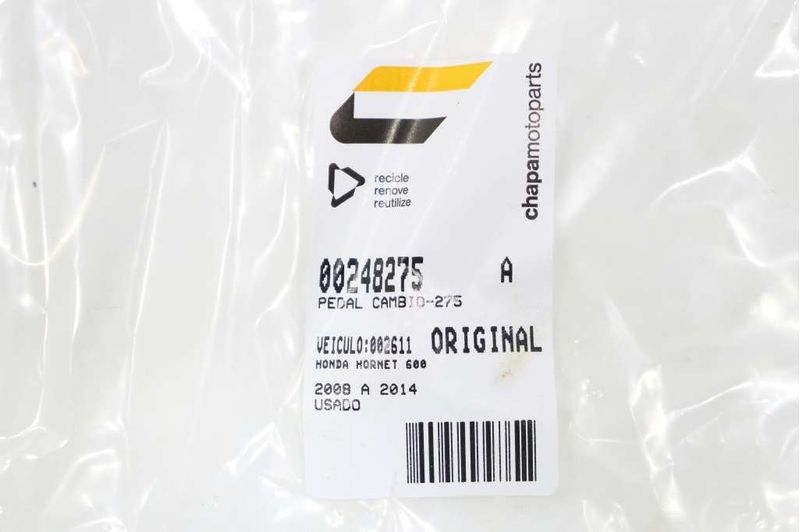 chapamotoparts
recicle
renove
reutilize
00248275 A
PEDAL CAMBIO-275
VEICULO:002611 ORIGINAL
HONDA HORNET 600
2008 A 2014
USADO